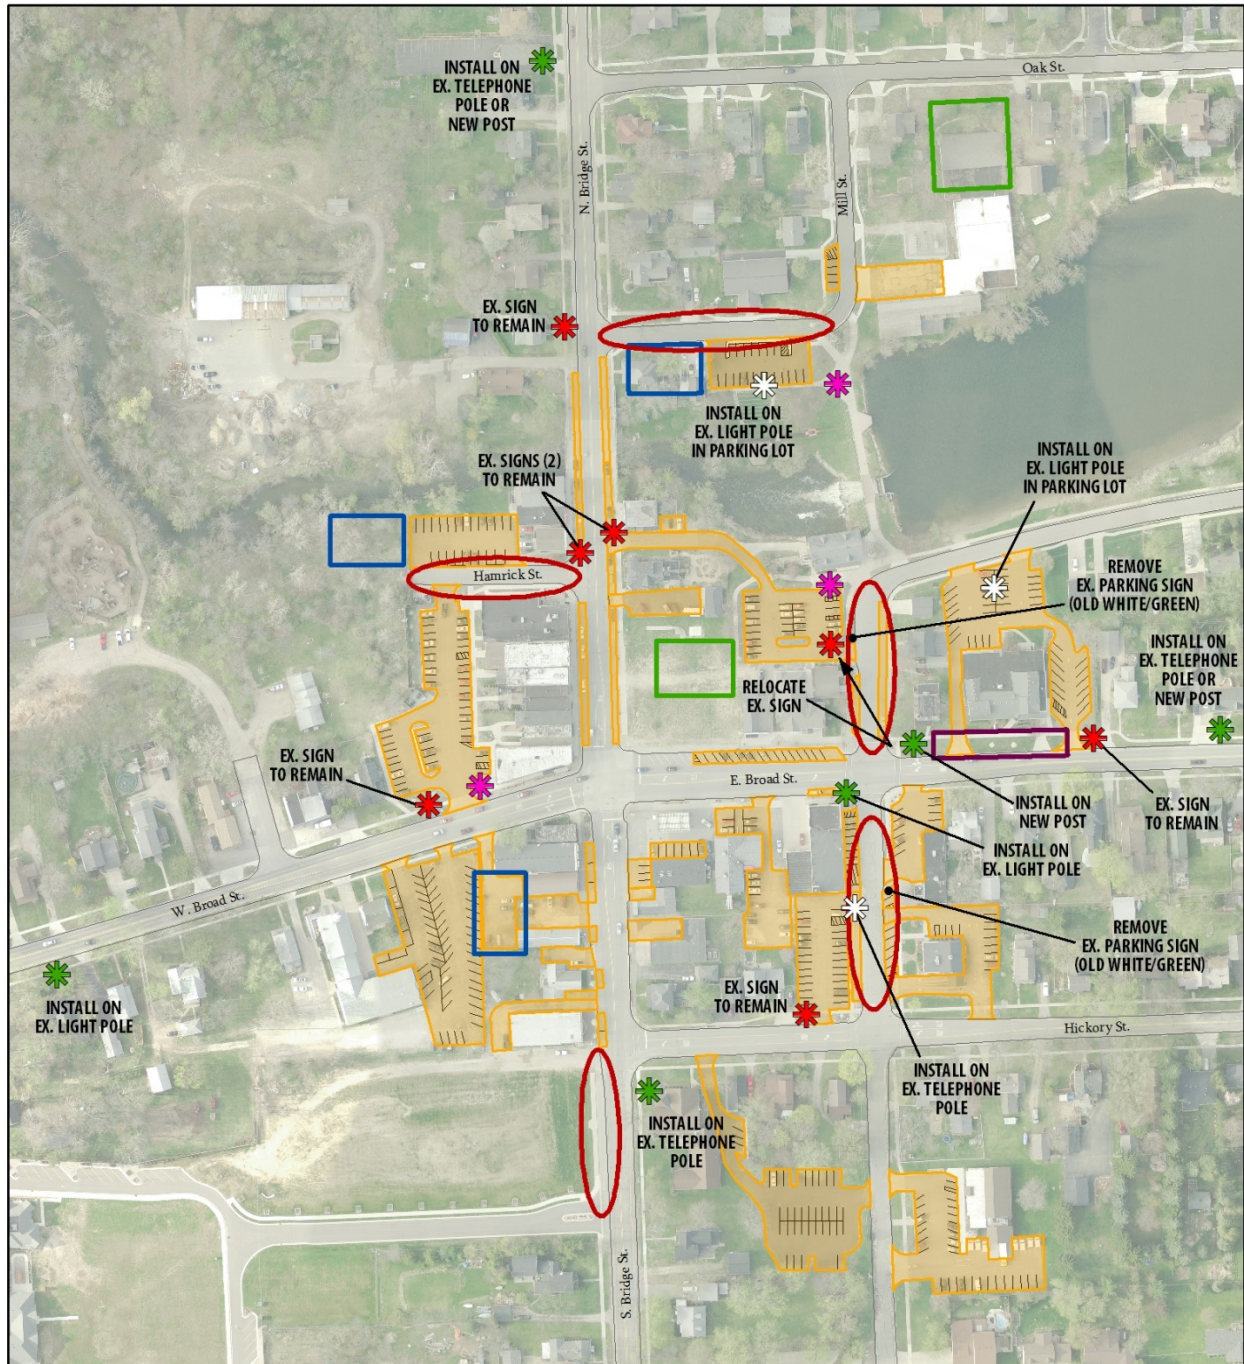 INSTALL ON
EX. TELEPHONE
POLE OR
NEW POST
Oak St.
N. Bridge St.
Mill St.
EX. SIGN
TO REMAIN
INSTALL ON
EX. LIGHT POLE
IN PARKING LOT
EX. SIGNS (2)
TO REMAIN
INSTALL ON
EX. LIGHT POLE
IN PARKING LOT
Hamrick St.
REMOVE
EX. PARKING SIGN
(OLD WHITE/GREEN)
INSTALL ON
EX. TELEPHONE
POLE OR
NEW POST
RELOCATE
EX. SIGN
EX. SIGN
TO REMAIN
E. Broad St.
INSTALL ON
NEW POST
EX. SIGN
TO REMAIN
INSTALL ON
EX. LIGHT POLE
W. Broad St.
REMOVE
EX. PARKING SIGN
(OLD WHITE/GREEN)
INSTALL ON
EX. LIGHT POLE
EX. SIGN
TO REMAIN
Hickory St.
INSTALL ON
EX. TELEPHONE
POLE
INSTALL ON
EX. TELEPHONE
POLE
S. Bridge St.